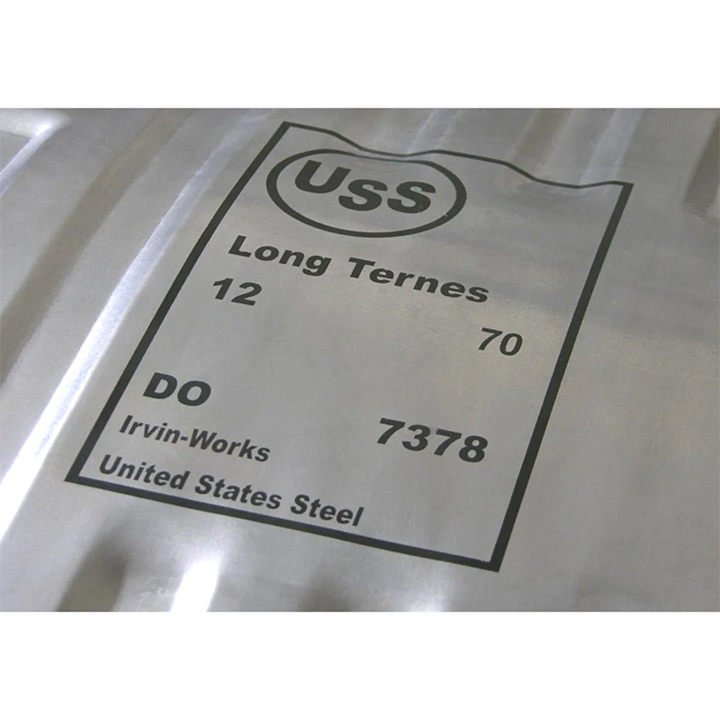 USS
Long Ternes
12
70
DO
7378
Irvin-Works
United States Steel